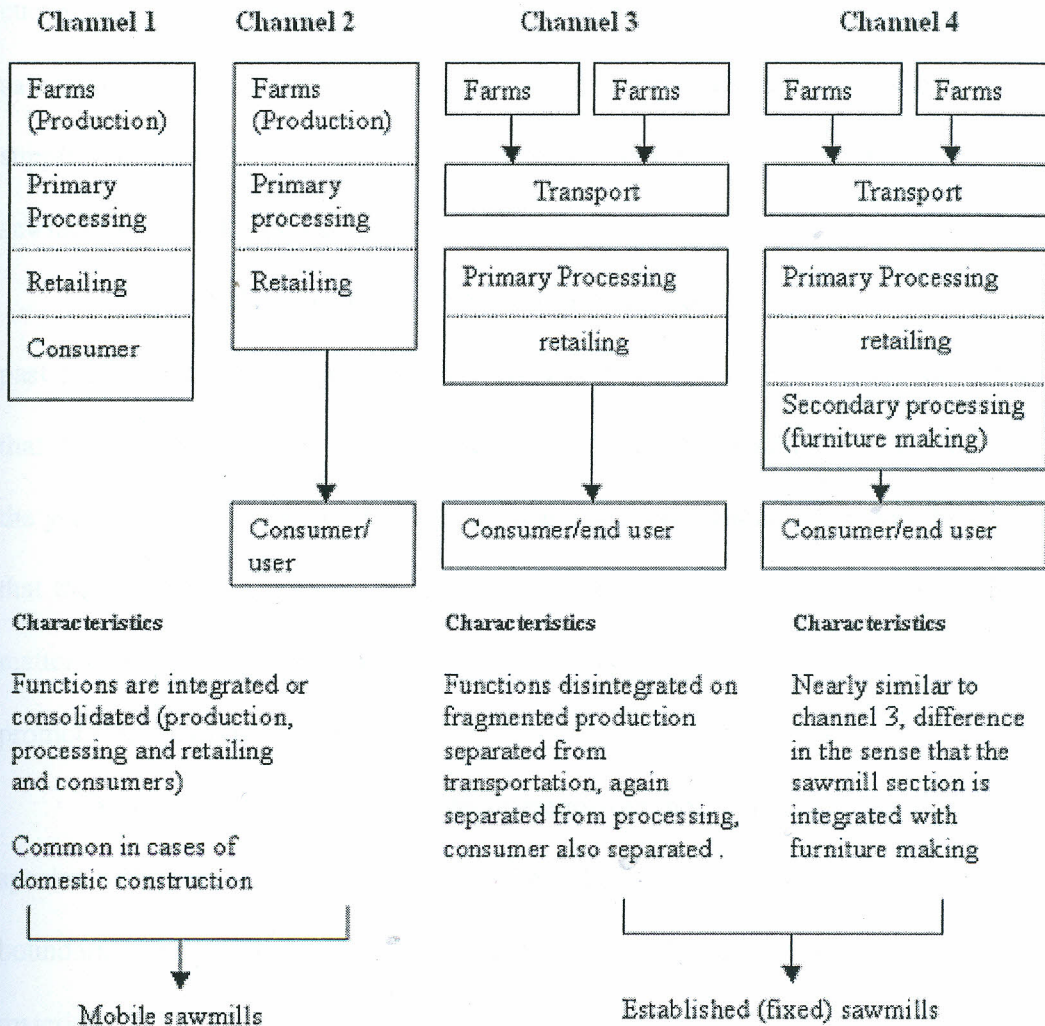 Channel 1
Channel 2
Channel 3
Channel 4
Farms
(Production)
Primary
Processing
Retailing
Consumer
Farms
(Production)
Primary
processing
Retailing
Consumer/
user
Farms
Farms
Transport
Primary Processing
retailing
Consumer/end user
Farms
Farms
Transport
Primary Processing
retailing
Secondary processing
(furniture making)
Consumer/end user
Characteristics
Functions are integrated or
consolidated (production,
processing and retailing
and consumers)
Common in cases of
domestic construction
Characteristics
Functions disintegrated on
fragmented production
separated from
transportation, again
separated from processing,
consumer also separated .
Characteristics
Nearly similar to
channel 3, difference
in the sense that the
sawmill section is
integrated with
furniture making
Mobile sawmills
Established (fixed) sawmills